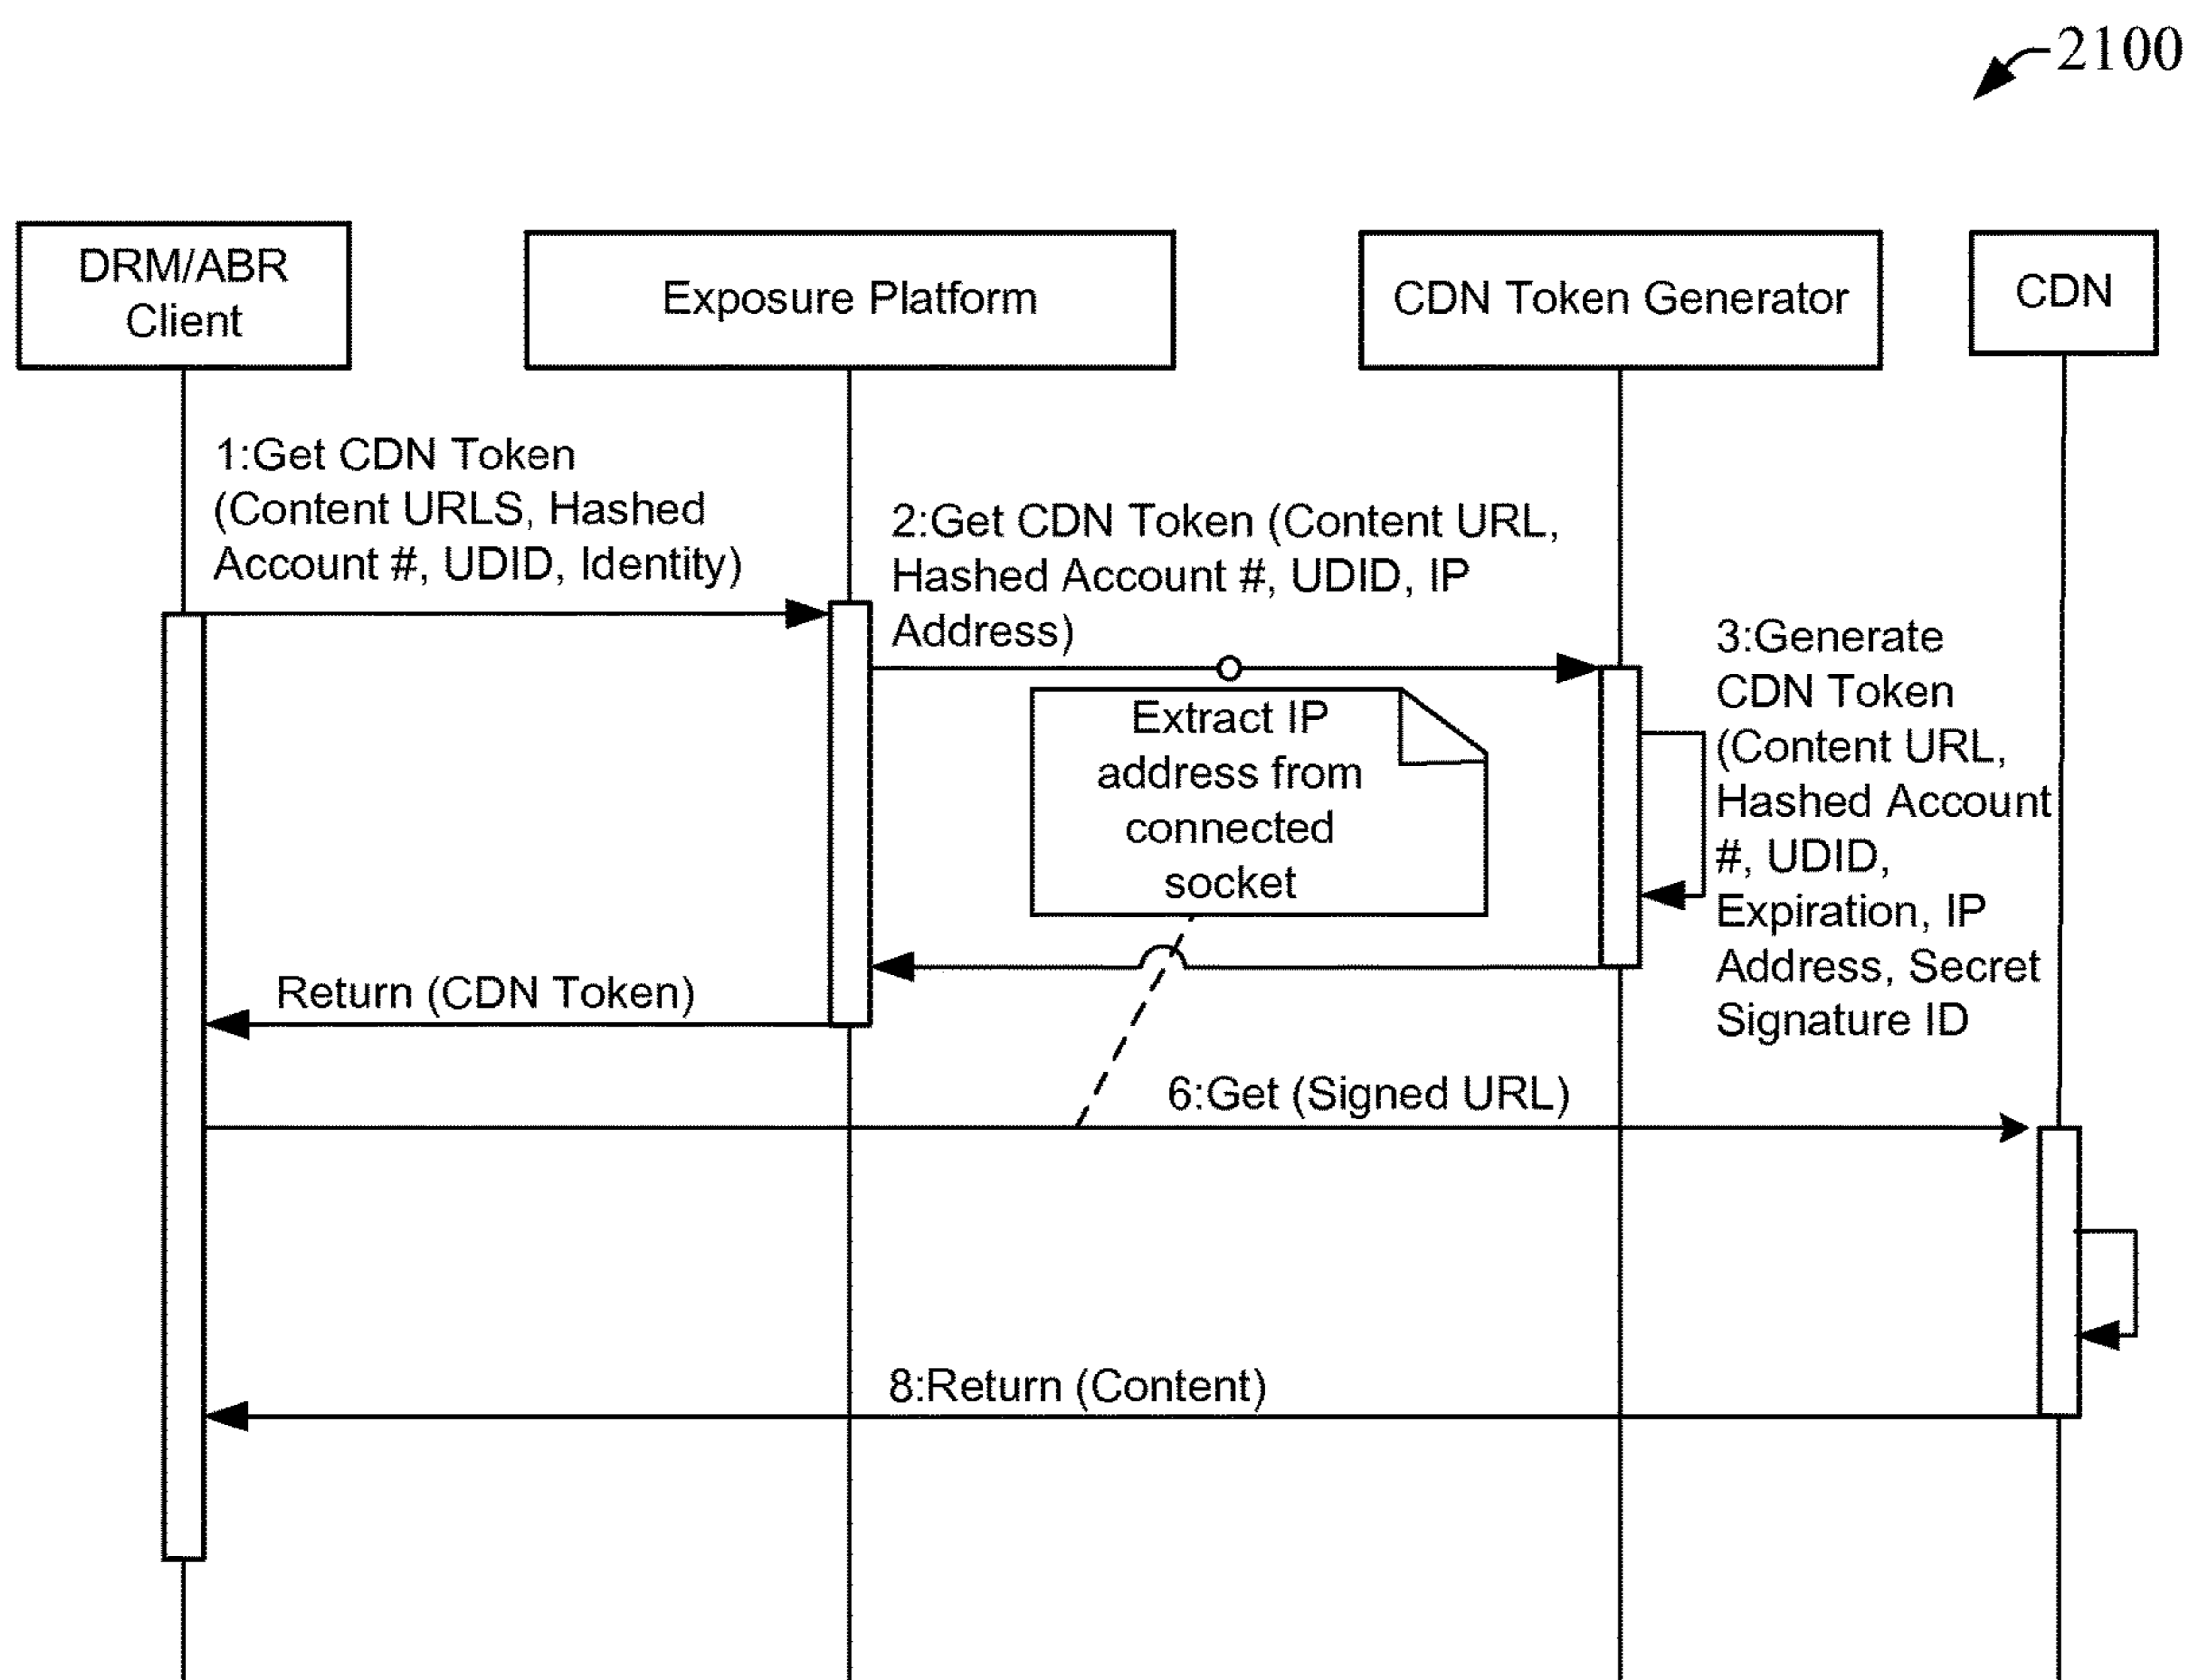 2100
DRM/ABR
Client
Exposure Platform
CDN Token Generator
CDN
1:Get CDN Token
(Content URLS, Hashed
Account #, UDID, Identity)
2:Get CDN Token (Content URL,
Hashed Account #, UDID, IP
Address)
Extract IP
address from
connected
socket
3:Generate
CDN Token
(Content URL,
Hashed Account
#, UDID,
Expiration, IP
Address, Secret
Signature ID
Return (CDN Token)
6:Get (Signed URL)
8:Return (Content)